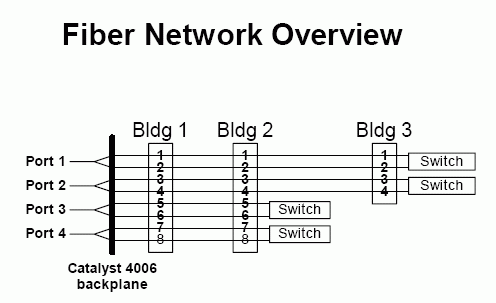 Fiber Network Overview
Bldg 1
Bldg 2
Bldg 3
Port 1
1
1
1
Switch
2
2
2
Port 2
3
3
3
Switch
4
4
4
Port 3
5
5
Switch
6
6
Port 4
7
7
Switch
8
8
Catalyst 4006
backplane